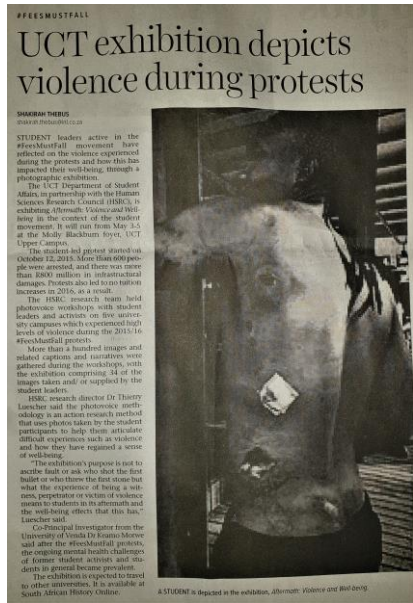 #FEESMUSTFALL
UCT exhibition depicts
violence during protests
SHAKIRAH THEBUS
shakirah.thebus@inl.co.za
STUDENT leaders active in the
#FeesMustFall movement have
reflected on the violence experienced
during the protests and how this has
impacted their well-being, through a
photographic exhibition.
The UCT Department of Student
Affairs, in partnership with the Human
Sciences Research Council (HSRC), is
exhibiting Aftermath: Violence and Well-
being in the context of the student
movement. It will run from May 3-5
at the Molly Blackburn foyer, UCT
Upper Campus.
The student-led protest started on
October 12, 2015. More than 600 peo-
ple were arrested, and there was more
than R800 million in infrastructural
damages. Protests also led to no tuition
increases in 2016, as a result.
The HSRC research team held
photovoice workshops with student
leaders and activists on five univer-
sity campuses which experienced high
levels of violence during the 2015/16
#FeesMustFall protests.
More than a hundred images and
related captions and narratives were
gathered during the workshops, with
the exhibition comprising 34 of the
images taken and/ or supplied by the
student leaders.
HSRC research director Dr Thierry
Luescher said the photovoice meth-
odology is an action research method
that uses photos taken by the student
participants to help them articulate
difficult experiences such as violence
and how they have regained a sense
of well-being.
"The exhibition's purpose is not to
ascribe fault or ask who shot the first
bullet or who threw the first stone but
what the experience of being a wit-
ness, perpetrator or victim of violence
means to students in its aftermath and
the well-being effects that this has,"
Luescher said.
Co-Principal Investigator from the
University of Venda Dr Keamo Morwe
said after the #FeesMustFall protests,
the ongoing mental health challenges
of former student activists and stu-
dents in general became prevalent.
The exhibition is expected to travel
to other universities. It is available at
South African History Online.
A STUDENT is depicted in the exhibition, Aftermath: Violence and Well-being.